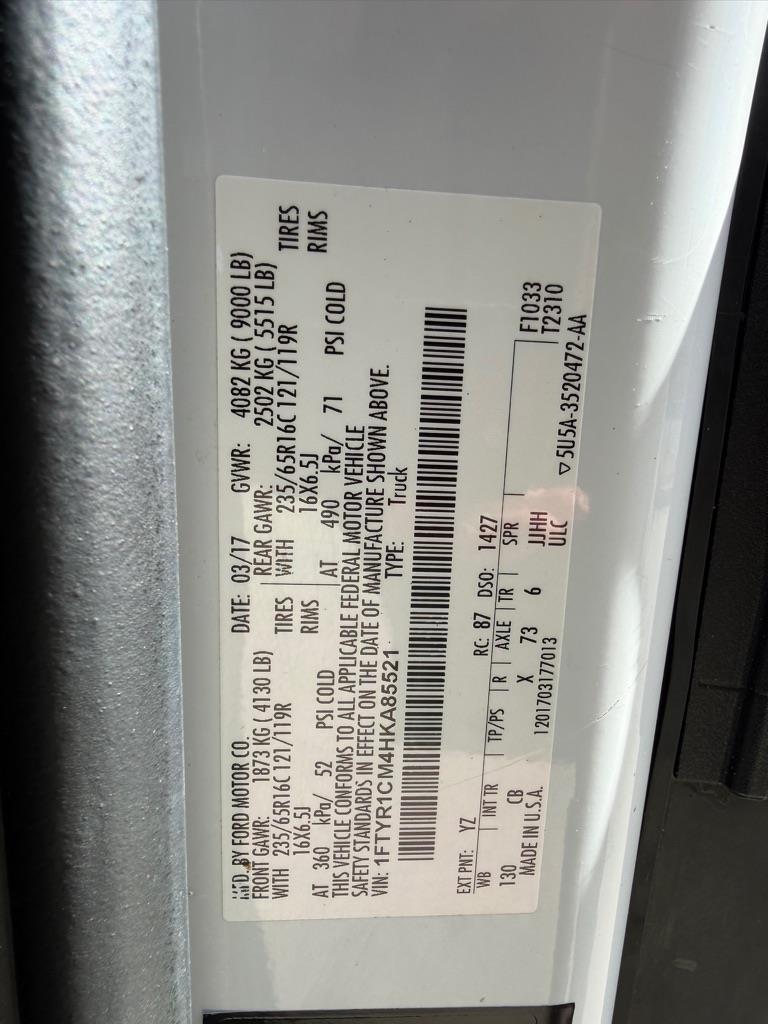 MFD. BY FORD MOTOR CO. DATE: 03/17 GVWR: 4082 KG ( 9000 LB)
FRONT GAWR: 1873 KG ( 4130 LB) REAR GAWR: 2502 KG ( 5515 LB)
WITH 235/65R16C 121/119R TIRES WITH 235/65R16C 121/119R TIRES
16X6.5J RIMS 16X6.5J RIMS
AT 360 kPa/ 52 PSI COLD AT 490 kPa/ 71 PSI COLD
THIS VEHICLE CONFORMS TO ALL APPLICABLE FEDERAL MOTOR VEHICLE
SAFETY STANDARDS IN EFFECT ON THE DATE OF MANUFACTURE SHOWN ABOVE.
VIN: 1FTYR1CM4HKA85521 TYPE: Truck
EXT PNT: YZ RC: 87 DSO: 1427
WB INT TR TP/PS R AXLE TR SPR F1033
130 CB X 73 6 JJHH T2310
MADE IN U.S.A. 1201703177013 ULC ▽5U5A-3520472-AA